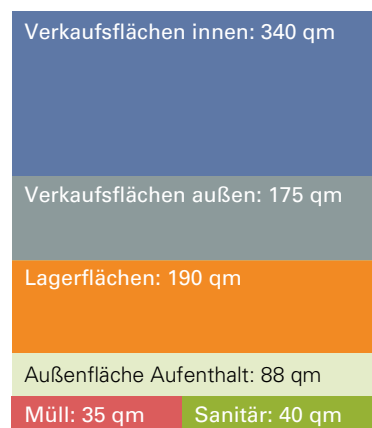 Verkaufsflächen innen: 340 qm
Verkaufsflächen außen: 175 qm
Lagerflächen: 190 qm
Außenfläche Aufenthalt: 88 qm
Müll: 35 qm
Sanitär: 40 qm